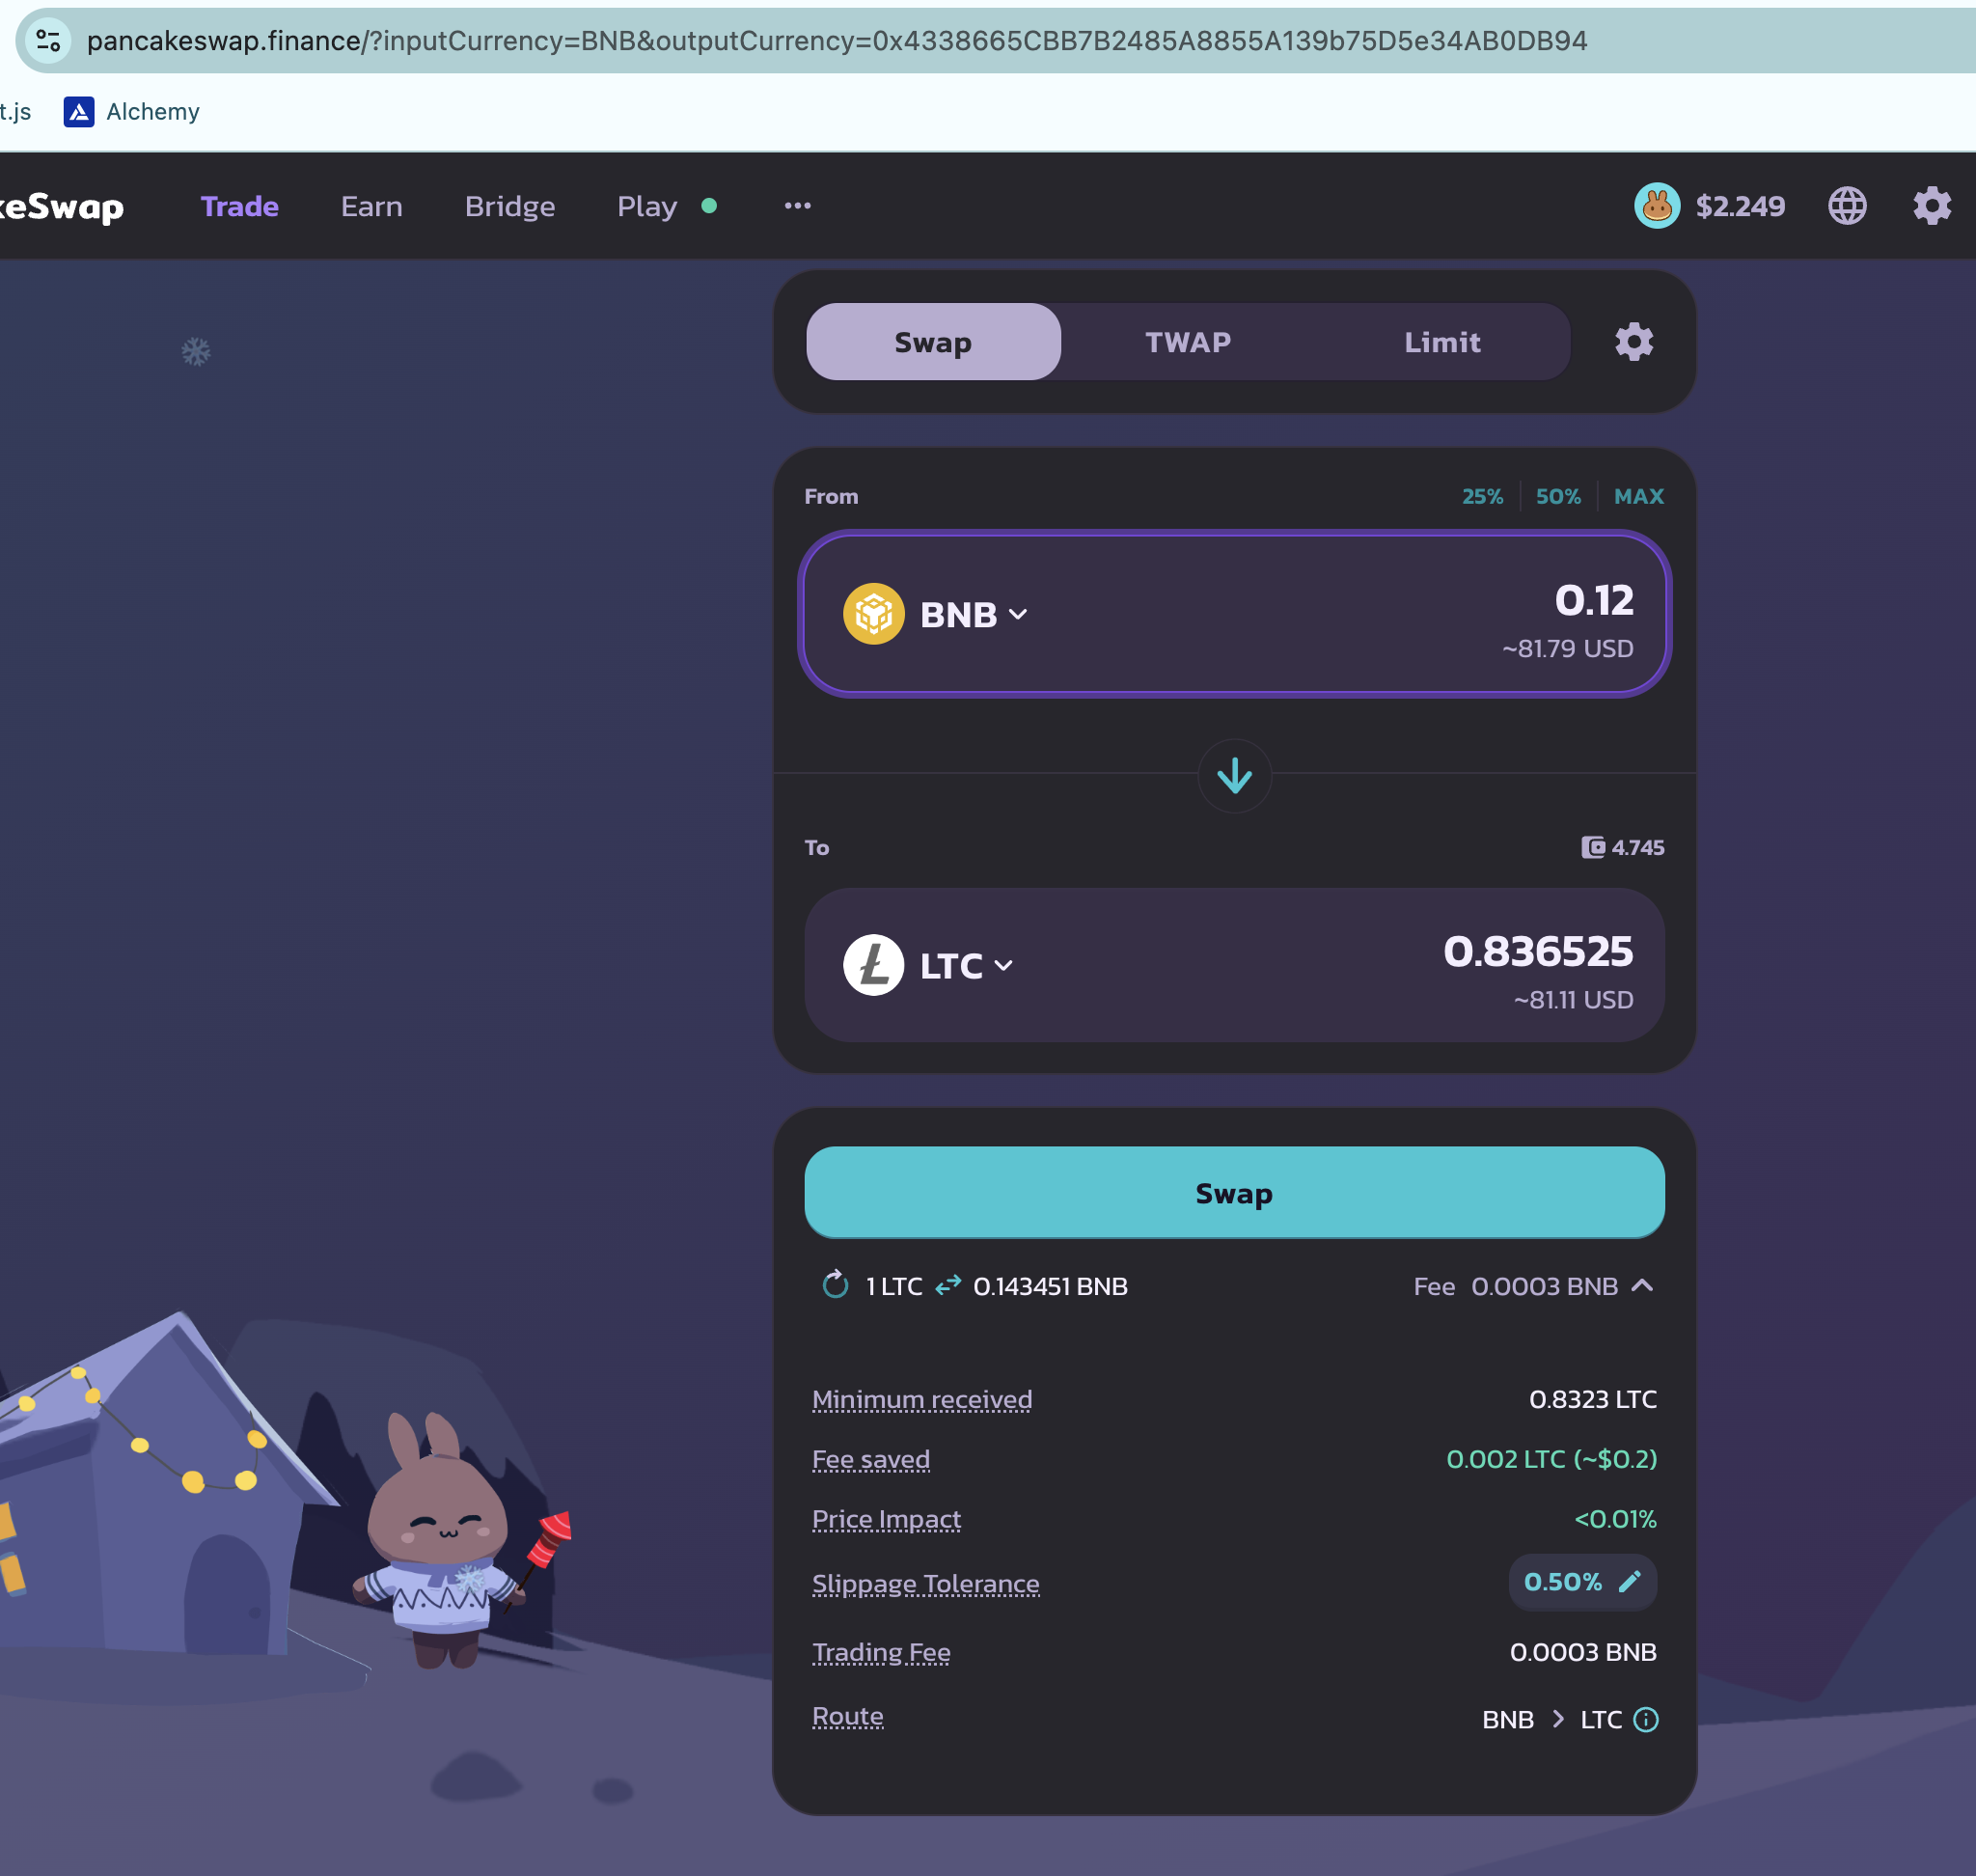 pancakeswap.finance/?inputCurrency=BNB&outputCurrency=0x4338665CBB7B2485A8855A139b75D5e34AB0DB94
t.js Alchemy
keSwap Trade Earn Bridge Play ... $2.249
Swap TWAP Limit
From 25% 50% MAX
BNB 0.12
~81.79 USD
To 4.745
LTC 0.836525
~81.11 USD
Swap
1 LTC 0.143451 BNB Fee 0.0003 BNB
Minimum received 0.8323 LTC
Fee saved 0.002 LTC (~$0.2)
Price Impact <0.01%
Slippage Tolerance 0.50%
Trading Fee 0.0003 BNB
Route BNB > LTC